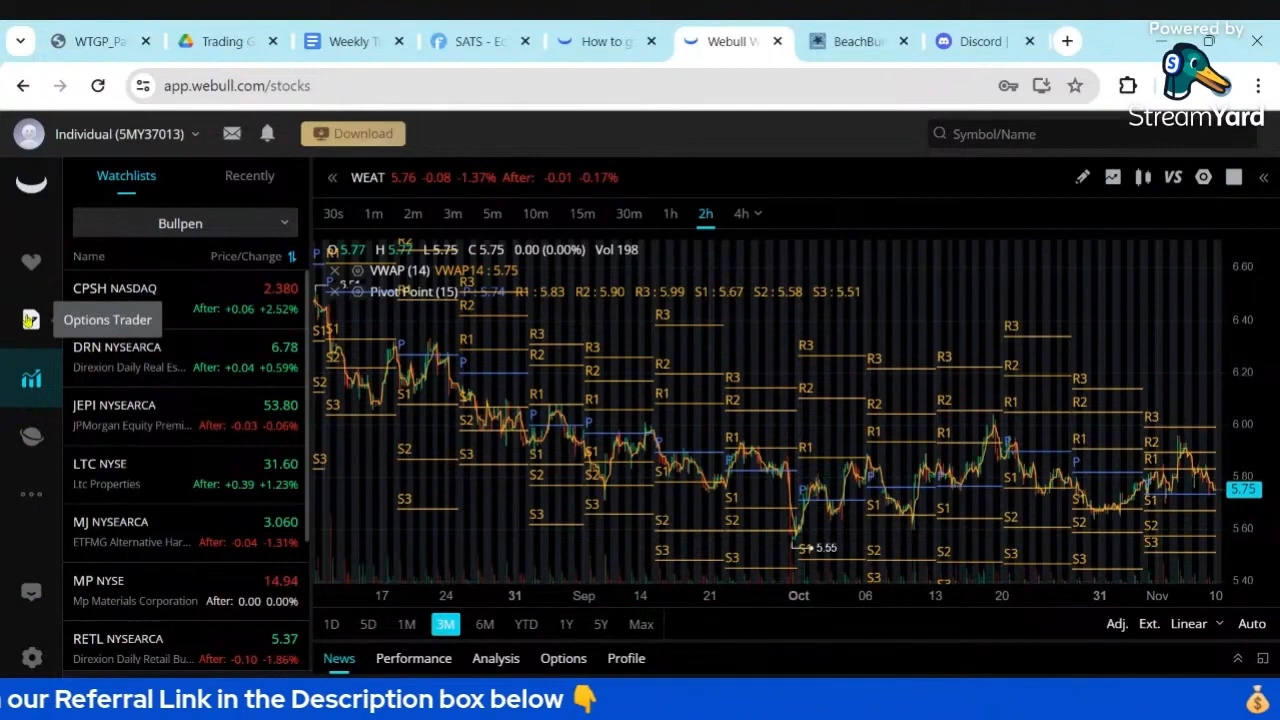 Powered by
StreamYard
WTGP_Pa
Trading G
Weekly T
SATS - Ec
How to g
Webull W
BeachBu
Discord |
app.webull.com/stocks
Individual (5MY37013)
Download
Symbol/Name
Watchlists
Recently
Bullpen
Name
Price/Change
CPSH NASDAQ
2.380
After: +0.06 +2.52%
Options Trader
DRN NYSEARCA
6.78
Direxion Daily Real Es...
After: +0.04 +0.59%
JEPI NYSEARCA
53.80
JPMorgan Equity Premi...
After: -0.03 -0.06%
LTC NYSE
31.60
Ltc Properties
After: +0.39 +1.23%
MJ NYSEARCA
3.060
ETFMG Alternative Har...
After: -0.04 -1.31%
MP NYSE
14.94
Mp Materials Corporation
After: 0.00 0.00%
RETL NYSEARCA
5.37
Direxion Daily Retail Bu...
After: -0.10 -1.86%
WEAT 5.76 -0.08 -1.37% After: -0.01 -0.17%
VS
30s 1m 2m 3m 5m 10m 15m 30m 1h 2h 4h
O 5.77 H 5.77 L 5.75 C 5.75 0.00 (0.00%) Vol 198
VWAP (14) VWAP14 : 5.75
Pivot Point (15) P : 5.74 R1 : 5.83 R2 : 5.90 R3 : 5.99 S1 : 5.67 S2 : 5.58 S3 : 5.51
6.60
6.40
6.20
6.00
5.80
5.75
5.60
5.40
5.55
17 24 31 Sep 14 21 Oct 06 13 20 31 Nov 10
1D 5D 1M 3M 6M YTD 1Y 5Y Max
Adj. Ext. Linear Auto
News Performance Analysis Options Profile
our Referral Link in the Description box below